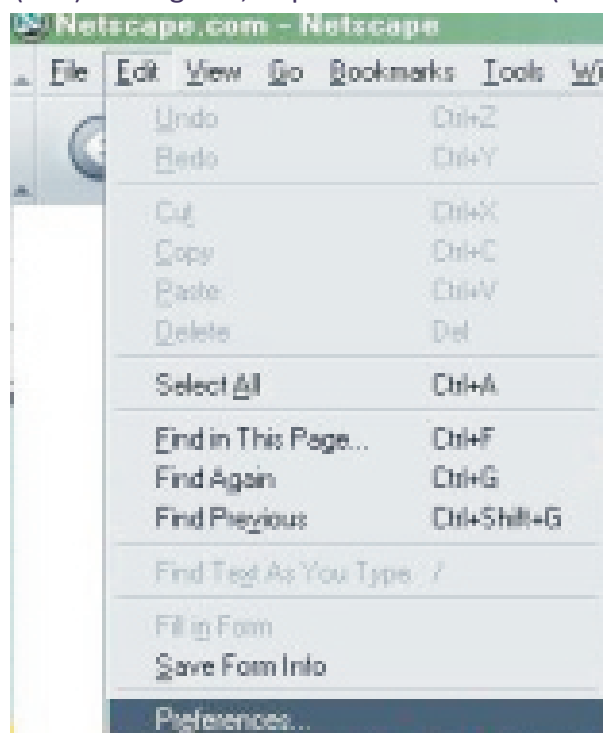 Netscape.com - Netscape
File Edit View Go Bookmarks Tools
Undo Ctrl+Z
Redo Ctrl+Y
Cut Ctrl+X
Copy Ctrl+C
Paste Ctrl+V
Delete Del
Select All Ctrl+A
Find in This Page... Ctrl+F
Find Again Ctrl+G
Find Previous Ctrl+Shift+G
Find Text As You Type /
Fill in Form
Save Form Info
Preferences...